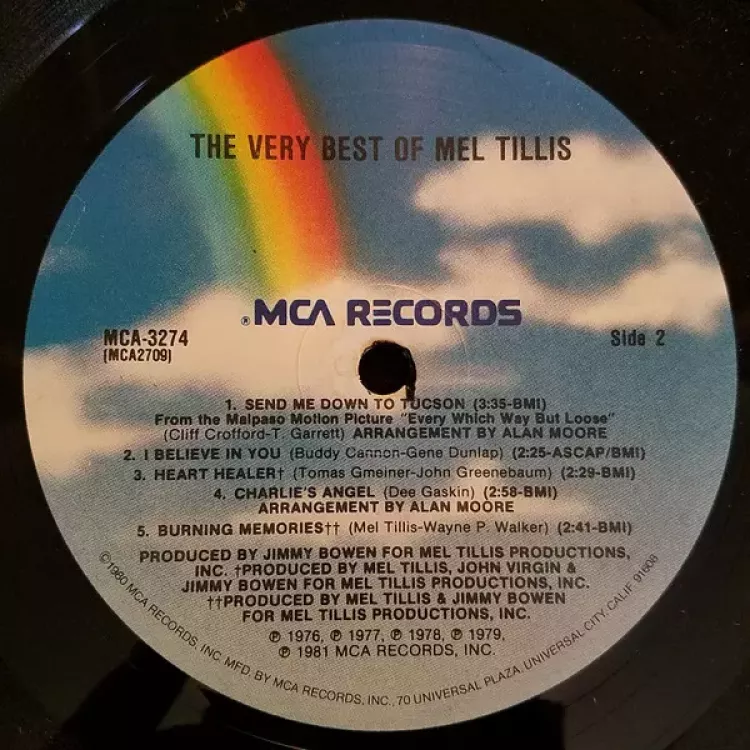 THE VERY BEST OF MEL TILLIS
®MCA RECORDS
MCA-3274
(MCA2709)
Side 2
1. SEND ME DOWN TO TUCSON (3:35-BMI)
From the Malpaso Motion Picture "Every Which Way But Loose"
(Cliff Crofford-T. Garrett) ARRANGEMENT BY ALAN MOORE
2. I BELIEVE IN YOU (Buddy Cannon-Gene Dunlap) (2:25-ASCAP/BMI)
3. HEART HEALER† (Tomas Gmeiner-John Greenebaum) (2:29-BMI)
4. CHARLIE'S ANGEL (Dee Gaskin) (2:58-BMI)
ARRANGEMENT BY ALAN MOORE
5. BURNING MEMORIES†† (Mel Tillis-Wayne P. Walker) (2:41-BMI)
PRODUCED BY JIMMY BOWEN FOR MEL TILLIS PRODUCTIONS,
INC. †PRODUCED BY MEL TILLIS, JOHN VIRGIN &
JIMMY BOWEN FOR MEL TILLIS PRODUCTIONS, INC.
††PRODUCED BY MEL TILLIS & JIMMY BOWEN
FOR MEL TILLIS PRODUCTIONS, INC.
℗ 1976, ℗ 1977, ℗ 1978, ℗ 1979,
℗ 1981 MCA RECORDS, INC.
©1980 MCA RECORDS, INC. MFD. BY MCA RECORDS, INC., 70 UNIVERSAL PLAZA, UNIVERSAL CITY, CALIF. 91608